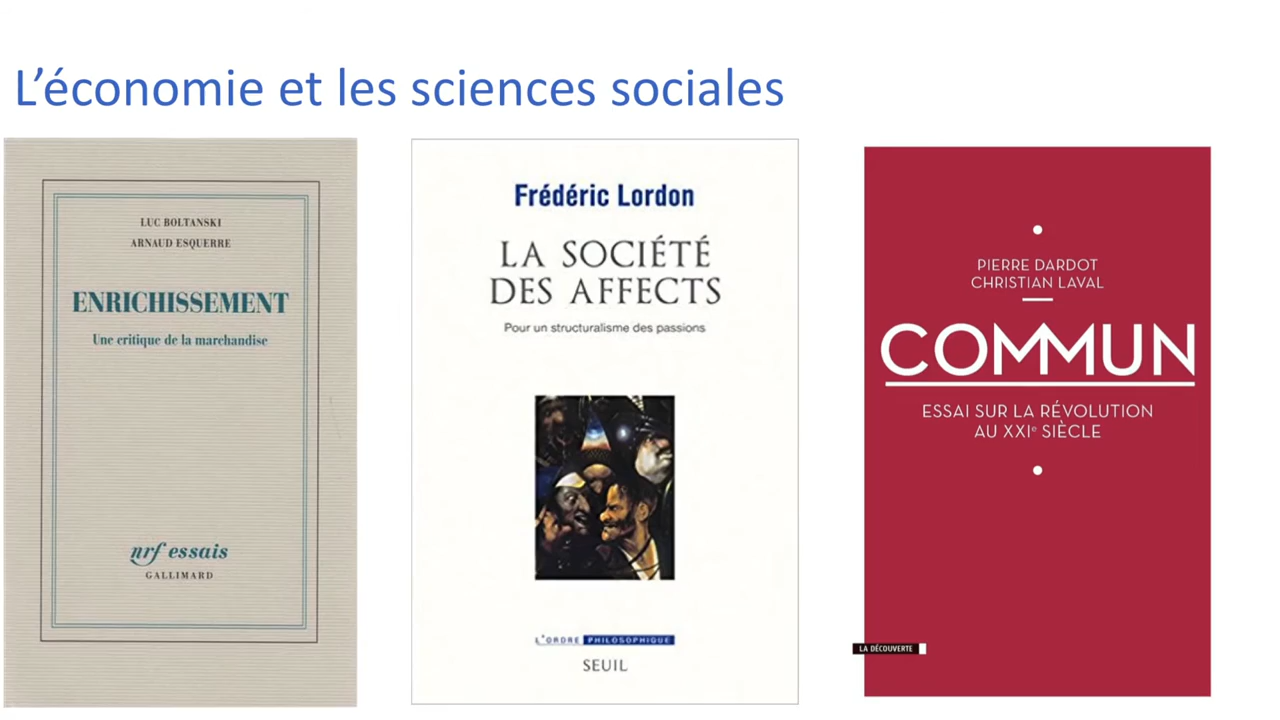 L’économie et les sciences sociales
LUC BOLTANSKI
ARNAUD ESQUERRE
ENRICHISSEMENT
Une critique de la marchandise
nrf essais
GALLIMARD
Frédéric Lordon
LA SOCIÉTÉ
DES AFFECTS
Pour un structuralisme des passions
L'ORDRE PHILOSOPHIQUE
SEUIL
PIERRE DARDOT
CHRISTIAN LAVAL
COMMUN
ESSAI SUR LA RÉVOLUTION
AU XXIe SIÈCLE
LA DÉCOUVERTE